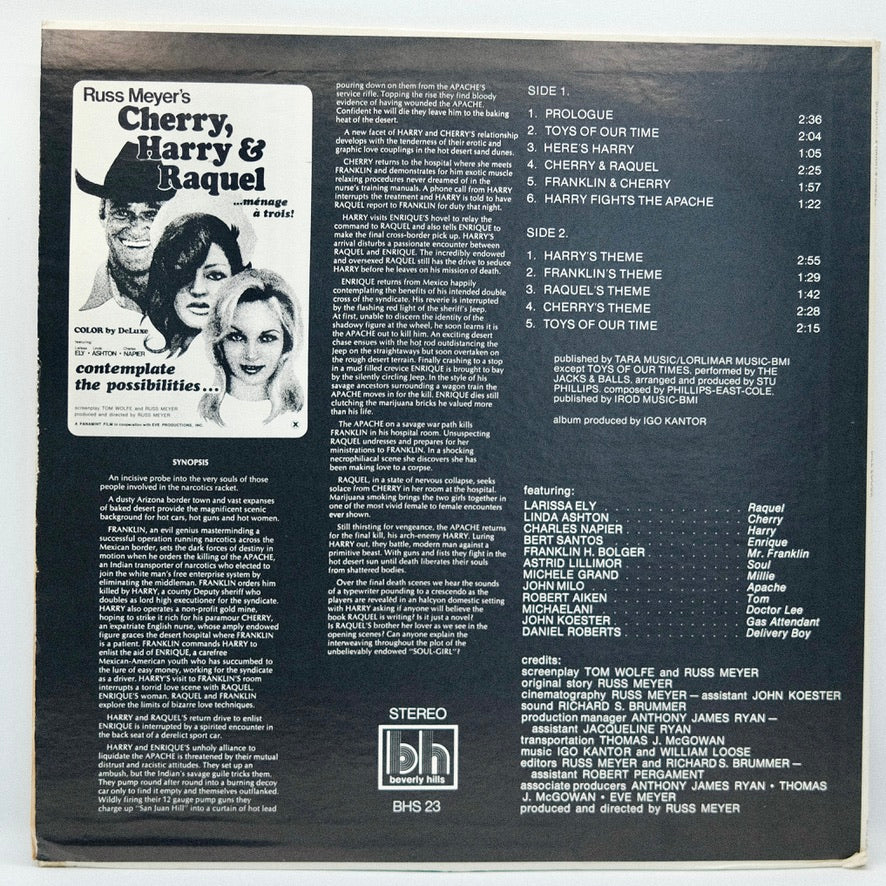 Russ Meyer's
Cherry,
Harry &
Raquel
...ménage
à trois!
COLOR by DeLuxe
featuring:
Larissa Linda Charles
ELY · ASHTON · NAPIER
contemplate
the possibilities...
screenplay TOM WOLFE and RUSS MEYER
produced and directed by RUSS MEYER
A PANAMINT FILM in cooperation with EVE PRODUCTIONS, INC.
X
SYNOPSIS
An incisive probe into the very souls of those
people involved in the narcotics racket.
A dusty Arizona border town and vast expanses
of baked desert provide the magnificent scenic
background for hot cars, hot guns and hot women.
FRANKLIN, an evil genius masterminding a
successful operation running narcotics across the
Mexican border, sets the dark forces of destiny in
motion when he orders the killing of the APACHE,
an Indian transporter of narcotics who elected to
join the white man's free enterprise system by
eliminating the middleman. FRANKLIN orders him
killed by HARRY, a county Deputy sheriff who
doubles as lord high executioner for the syndicate.
HARRY also operates a non-profit gold mine,
hoping to strike it rich for his paramour CHERRY,
an expatriate English nurse, whose amply endowed
figure graces the desert hospital where FRANKLIN
is a patient. FRANKLIN commands HARRY to
enlist the aid of ENRIQUE, a carefree
Mexican-American youth who has succumbed to
the lure of easy money, working for the syndicate
as a driver. HARRY'S visit to FRANKLIN'S room
interrupts a torrid love scene with RAQUEL,
ENRIQUE'S woman. RAQUEL and FRANKLIN
explore the limits of bizarre love techniques.
HARRY and RAQUEL'S return drive to enlist
ENRIQUE is interrupted by a spirited encounter in
the back seat of a derelict sport car.
HARRY and ENRIQUE'S unholy alliance to
liquidate the APACHE is threatened by their mutual
distrust and racistic attitudes. They set up an
ambush, but the Indian's savage guile tricks them.
They pump round after round into a burning decoy
car only to find it empty and themselves outlanked.
Wildly firing their 12 gauge pump guns they
charge up "San Juan Hill" into a curtain of hot lead
pouring down on them from the APACHE'S
service rifle. Topping the rise they find bloody
evidence of having wounded the APACHE.
Confident he will die they leave him to the baking
heat of the desert.
A new facet of HARRY and CHERRY'S relationship
develops with the tenderness of their erotic and
graphic love couplings in the hot desert sand dunes.
CHERRY returns to the hospital where she meets
FRANKLIN and demonstrates for him exotic muscle
relaxing procedures never dreamed of in the
nurse's training manuals. A phone call from HARRY
interrupts the treatment and HARRY is told to have
RAQUEL report to FRANKLIN for duty that night.
HARRY visits ENRIQUE'S hovel to relay the
command to RAQUEL and also tells ENRIQUE to
make the final cross-border pick up. HARRY'S
arrival disturbs a passionate encounter between
RAQUEL and ENRIQUE. The incredibly endowed
and oversexed RAQUEL still has the drive to seduce
HARRY before he leaves on his mission of death.
ENRIQUE returns from Mexico happily
contemplating the benefits of his intended double
cross of the syndicate. His reverie is interrupted
by the flashing red light of the sheriff's Jeep.
At first, unable to discern the identity of the
shadowy figure at the wheel, he soon learns it is
the APACHE out to kill him. An exciting desert
chase ensues with the hot rod outdistancing the
Jeep on the straightaways but soon overtaken on
the rough desert terrain. Finally crashing to a stop
in a mud filled crevice ENRIQUE is brought to bay
by the silently circling Jeep. In the style of his
savage ancestors surrounding a wagon train the
APACHE moves in for the kill. ENRIQUE dies still
clutching the marijuana bricks he valued more
than his life.
The APACHE on a savage war path kills
FRANKLIN in his hospital room. Unsuspecting
RAQUEL undresses and prepares for her
ministrations to FRANKLIN. In a shocking
necrophiliacal scene she discovers she has
been making love to a corpse.
RAQUEL, in a state of nervous collapse, seeks
solace from CHERRY in her room at the hospital.
Marijuana smoking brings the two girls together in
one of the most vivid female to female encounters
ever shown.
Still thirsting for vengeance, the APACHE returns
for the final kill, his arch-enemy HARRY. Luring
HARRY out, they battle, modern man against a
primitive beast. With guns and fists they fight in the
hot desert sun until death liberates their souls
from shattered bodies.
Over the final death scenes we hear the sounds
of a typewriter pounding to a crescendo as the
players are revealed in an halcyon domestic setting
with HARRY asking if anyone will believe the
book RAQUEL is writing? Is it just a novel?
Is RAQUEL'S brother her lover as we see in the
opening scenes? Can anyone explain the
interweaving throughout the plot of the
unbelievably endowed "SOUL-GIRL"?
STEREO
bh
beverly hills
BHS 23
SIDE 1.
1. PROLOGUE 2:36
2. TOYS OF OUR TIME 2:04
3. HERE'S HARRY 1:05
4. CHERRY & RAQUEL 2:25
5. FRANKLIN & CHERRY 1:57
6. HARRY FIGHTS THE APACHE 1:22
SIDE 2.
1. HARRY'S THEME 2:55
2. FRANKLIN'S THEME 1:29
3. RAQUEL'S THEME 1:42
4. CHERRY'S THEME 2:28
5. TOYS OF OUR TIME 2:15
published by TARA MUSIC/LORLIMAR MUSIC-BMI
except TOYS OF OUR TIMES. performed by THE
JACKS & BALLS. arranged and produced by STU
PHILLIPS. composed by PHILLIPS-EAST-COLE.
published by IROD MUSIC-BMI
album produced by IGO KANTOR
featuring:
LARISSA ELY Raquel
LINDA ASHTON Cherry
CHARLES NAPIER Harry
BERT SANTOS Enrique
FRANKLIN H. BOLGER Mr. Franklin
ASTRID LILLIMOR Soul
MICHELE GRAND Millie
JOHN MILO Apache
ROBERT AIKEN Tom
MICHAELANI Doctor Lee
JOHN KOESTER Gas Attendant
DANIEL ROBERTS Delivery Boy
credits:
screenplay TOM WOLFE and RUSS MEYER
original story RUSS MEYER
cinematography RUSS MEYER — assistant JOHN KOESTER
sound RICHARD S. BRUMMER
production manager ANTHONY JAMES RYAN —
assistant JACQUELINE RYAN
transportation THOMAS J. McGOWAN
music IGO KANTOR and WILLIAM LOOSE
editors RUSS MEYER and RICHARD S. BRUMMER —
assistant ROBERT PERGAMENT
associate producers ANTHONY JAMES RYAN · THOMAS
J. McGOWAN · EVE MEYER
produced and directed by RUSS MEYER